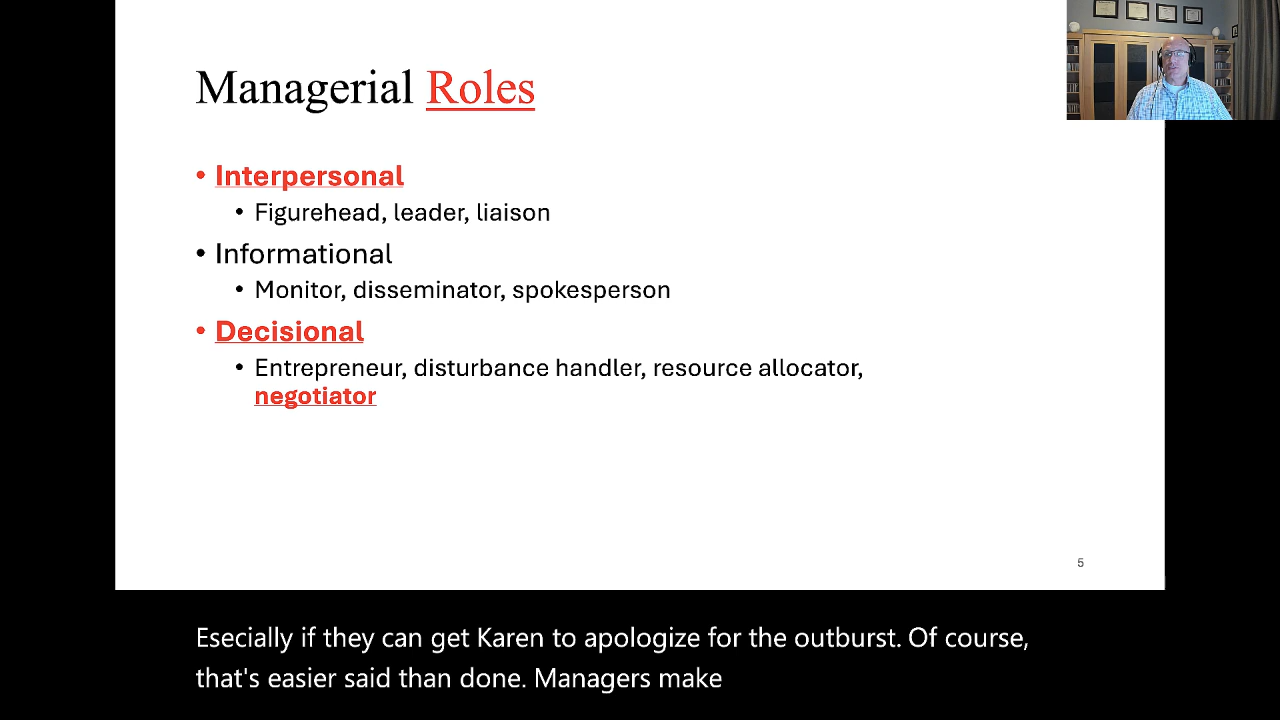 Managerial Roles
• Interpersonal
• Figurehead, leader, liaison
• Informational
• Monitor, disseminator, spokesperson
• Decisional
• Entrepreneur, disturbance handler, resource allocator,
negotiator
5
Esecially if they can get Karen to apologize for the outburst. Of course,
that's easier said than done. Managers make